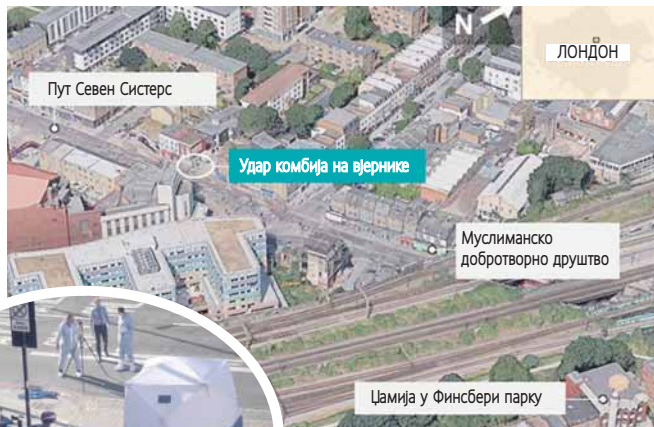 N
ЛОНДОН
Пут Севен Систерс
Удар комбија на вјернике
Муслиманско
добротворно друштво
Џамија у Финсбери парку